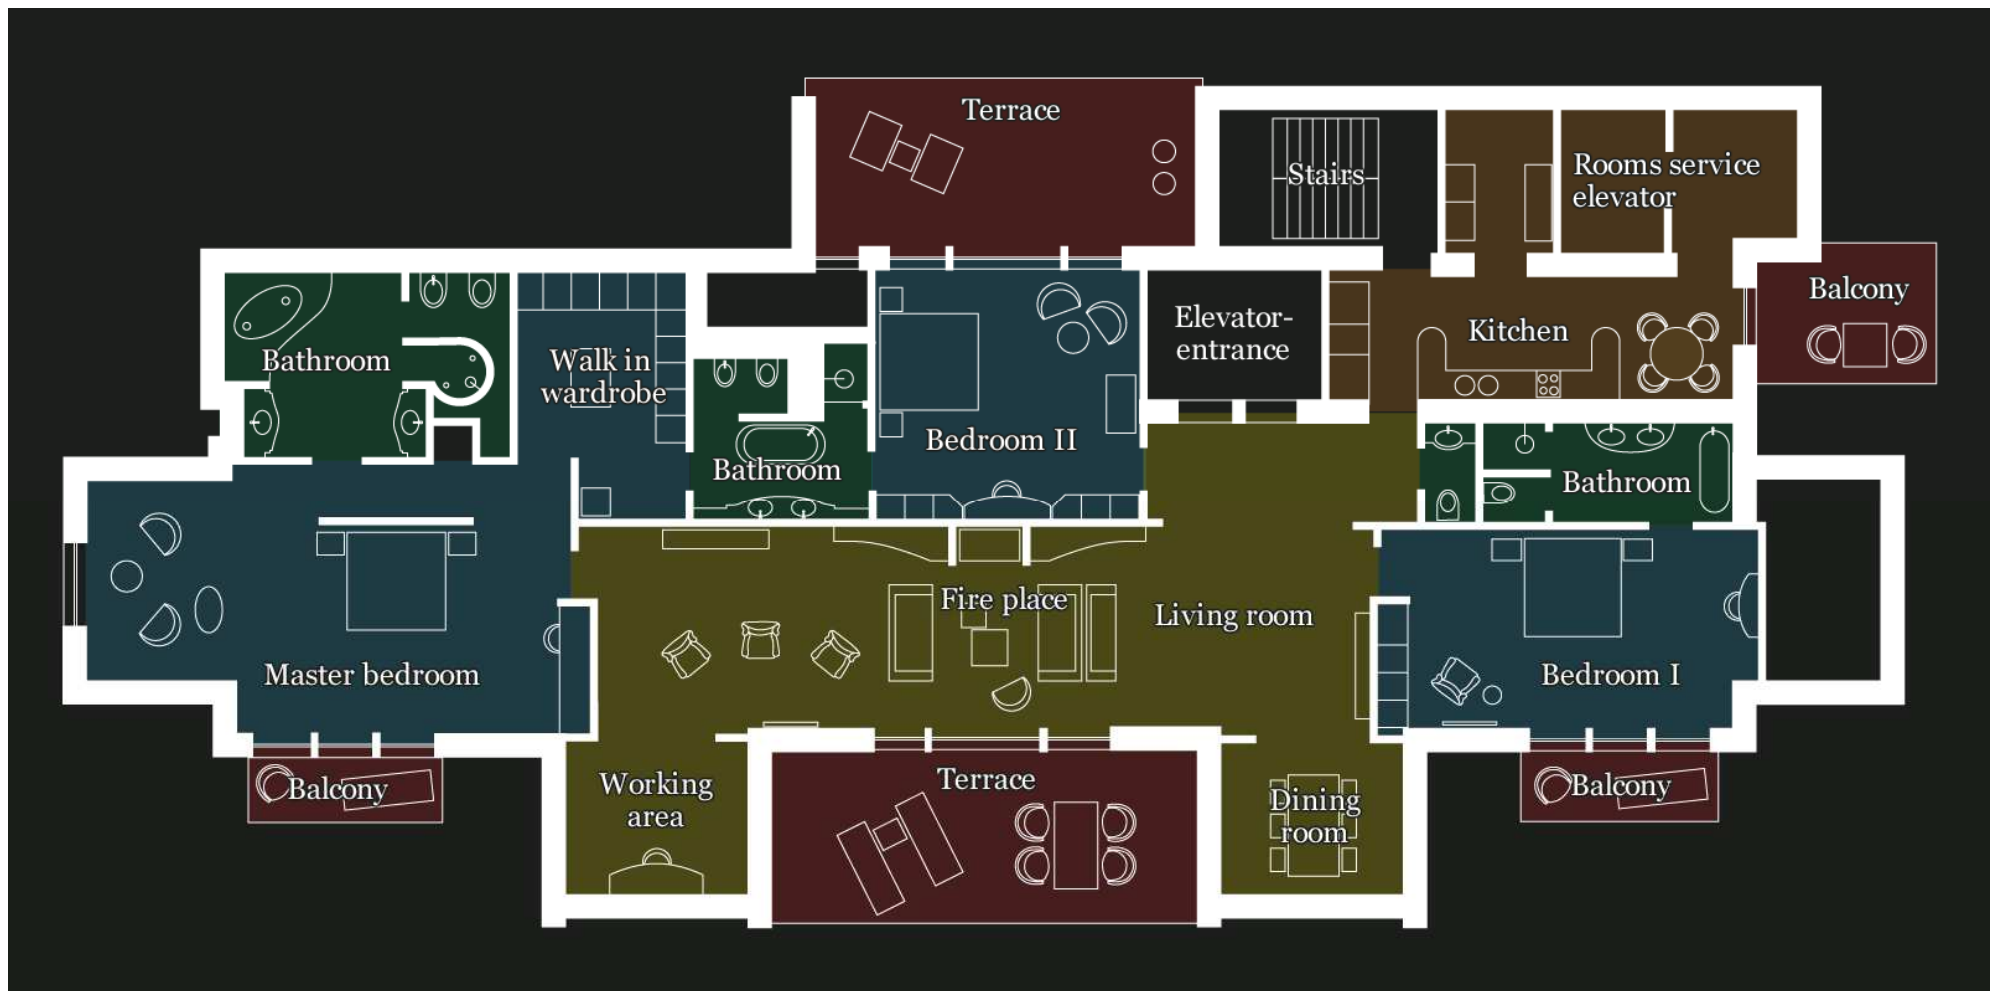 Terrace
Stairs
Rooms service
elevator
Balcony
Elevator-
entrance
Kitchen
Bathroom
Walk in
wardrobe
Bedroom II
Bathroom
Bathroom
Fire place
Living room
Master bedroom
Bedroom I
Balcony
Working
area
Terrace
Dining
room
Balcony